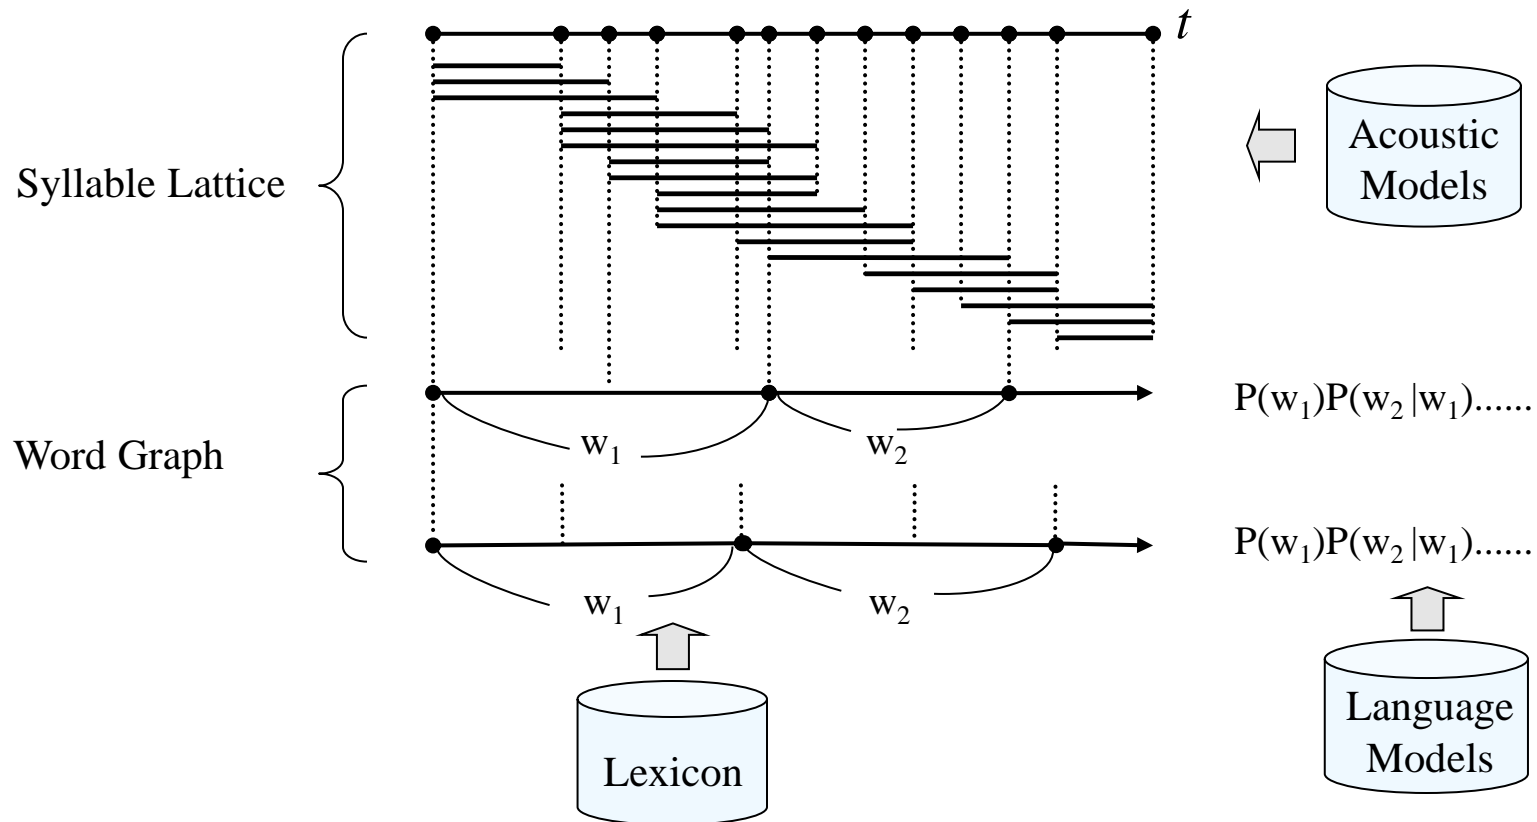 t
Acoustic
Models
Syllable Lattice
P(w₁)P(w₂|w₁)......
w₁
w₂
Word Graph
P(w₁)P(w₂|w₁)......
w₁
w₂
Language
Models
Lexicon